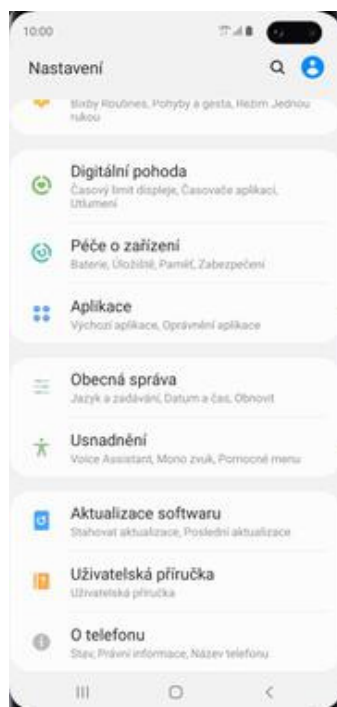 10:00
Nastavení
Bixby Routines, Pohyby a gesta, Režim Jednou
rukou
Digitální pohoda
Časový limit displeje, Časovače aplikací,
Utlumení
Péče o zařízení
Baterie, Úložiště, Paměť, Zabezpečení
Aplikace
Výchozí aplikace, Oprávnění aplikace
Obecná správa
Jazyk a zadávání, Datum a čas, Obnovit
Usnadnění
Voice Assistant, Mono zvuk, Pomocné menu
Aktualizace softwaru
Stahovat aktualizace, Poslední aktualizace
Uživatelská příručka
Uživatelská příručka
O telefonu
Stav, Právní informace, Název telefonu